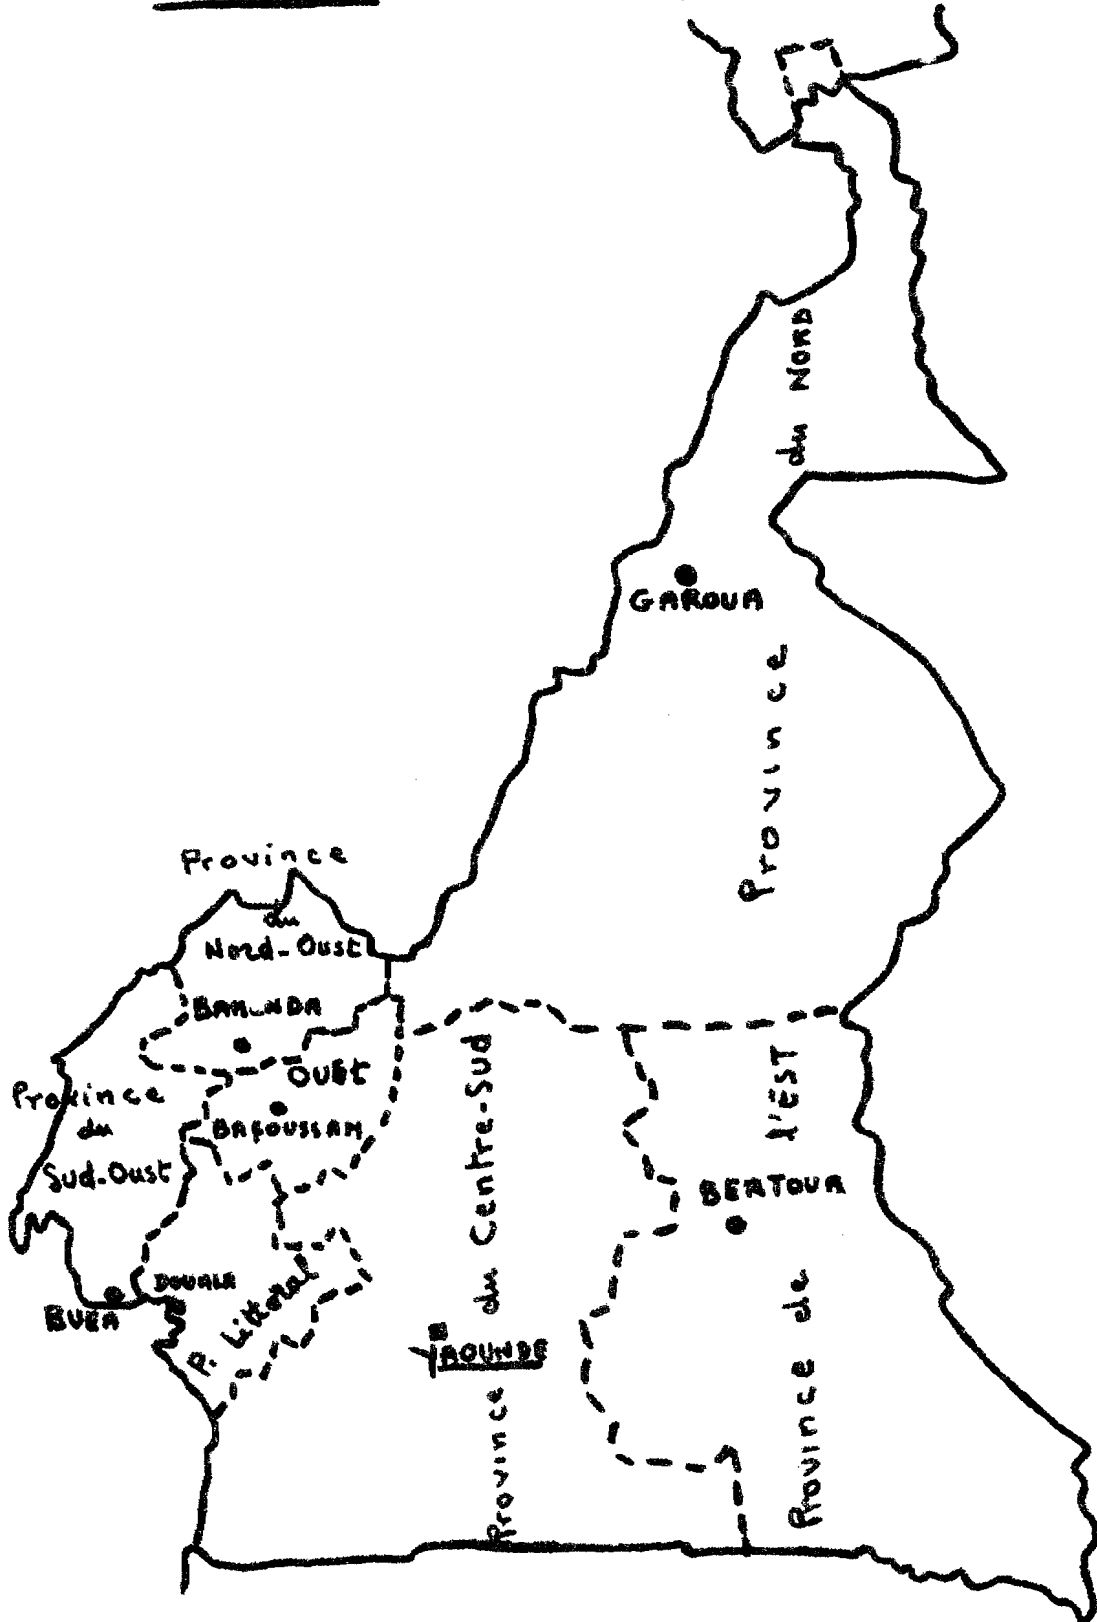 Province du NORD
GAROUA
Province
du
Nord-Oust
BAMENDA
OUET
BAFOUSSAM
Province
du
Sud-Oust
BUEA
DOUALA
P. Littoral
YAOUNDE
Province du Centre-Sud
BERTOUA
Province de l'EST